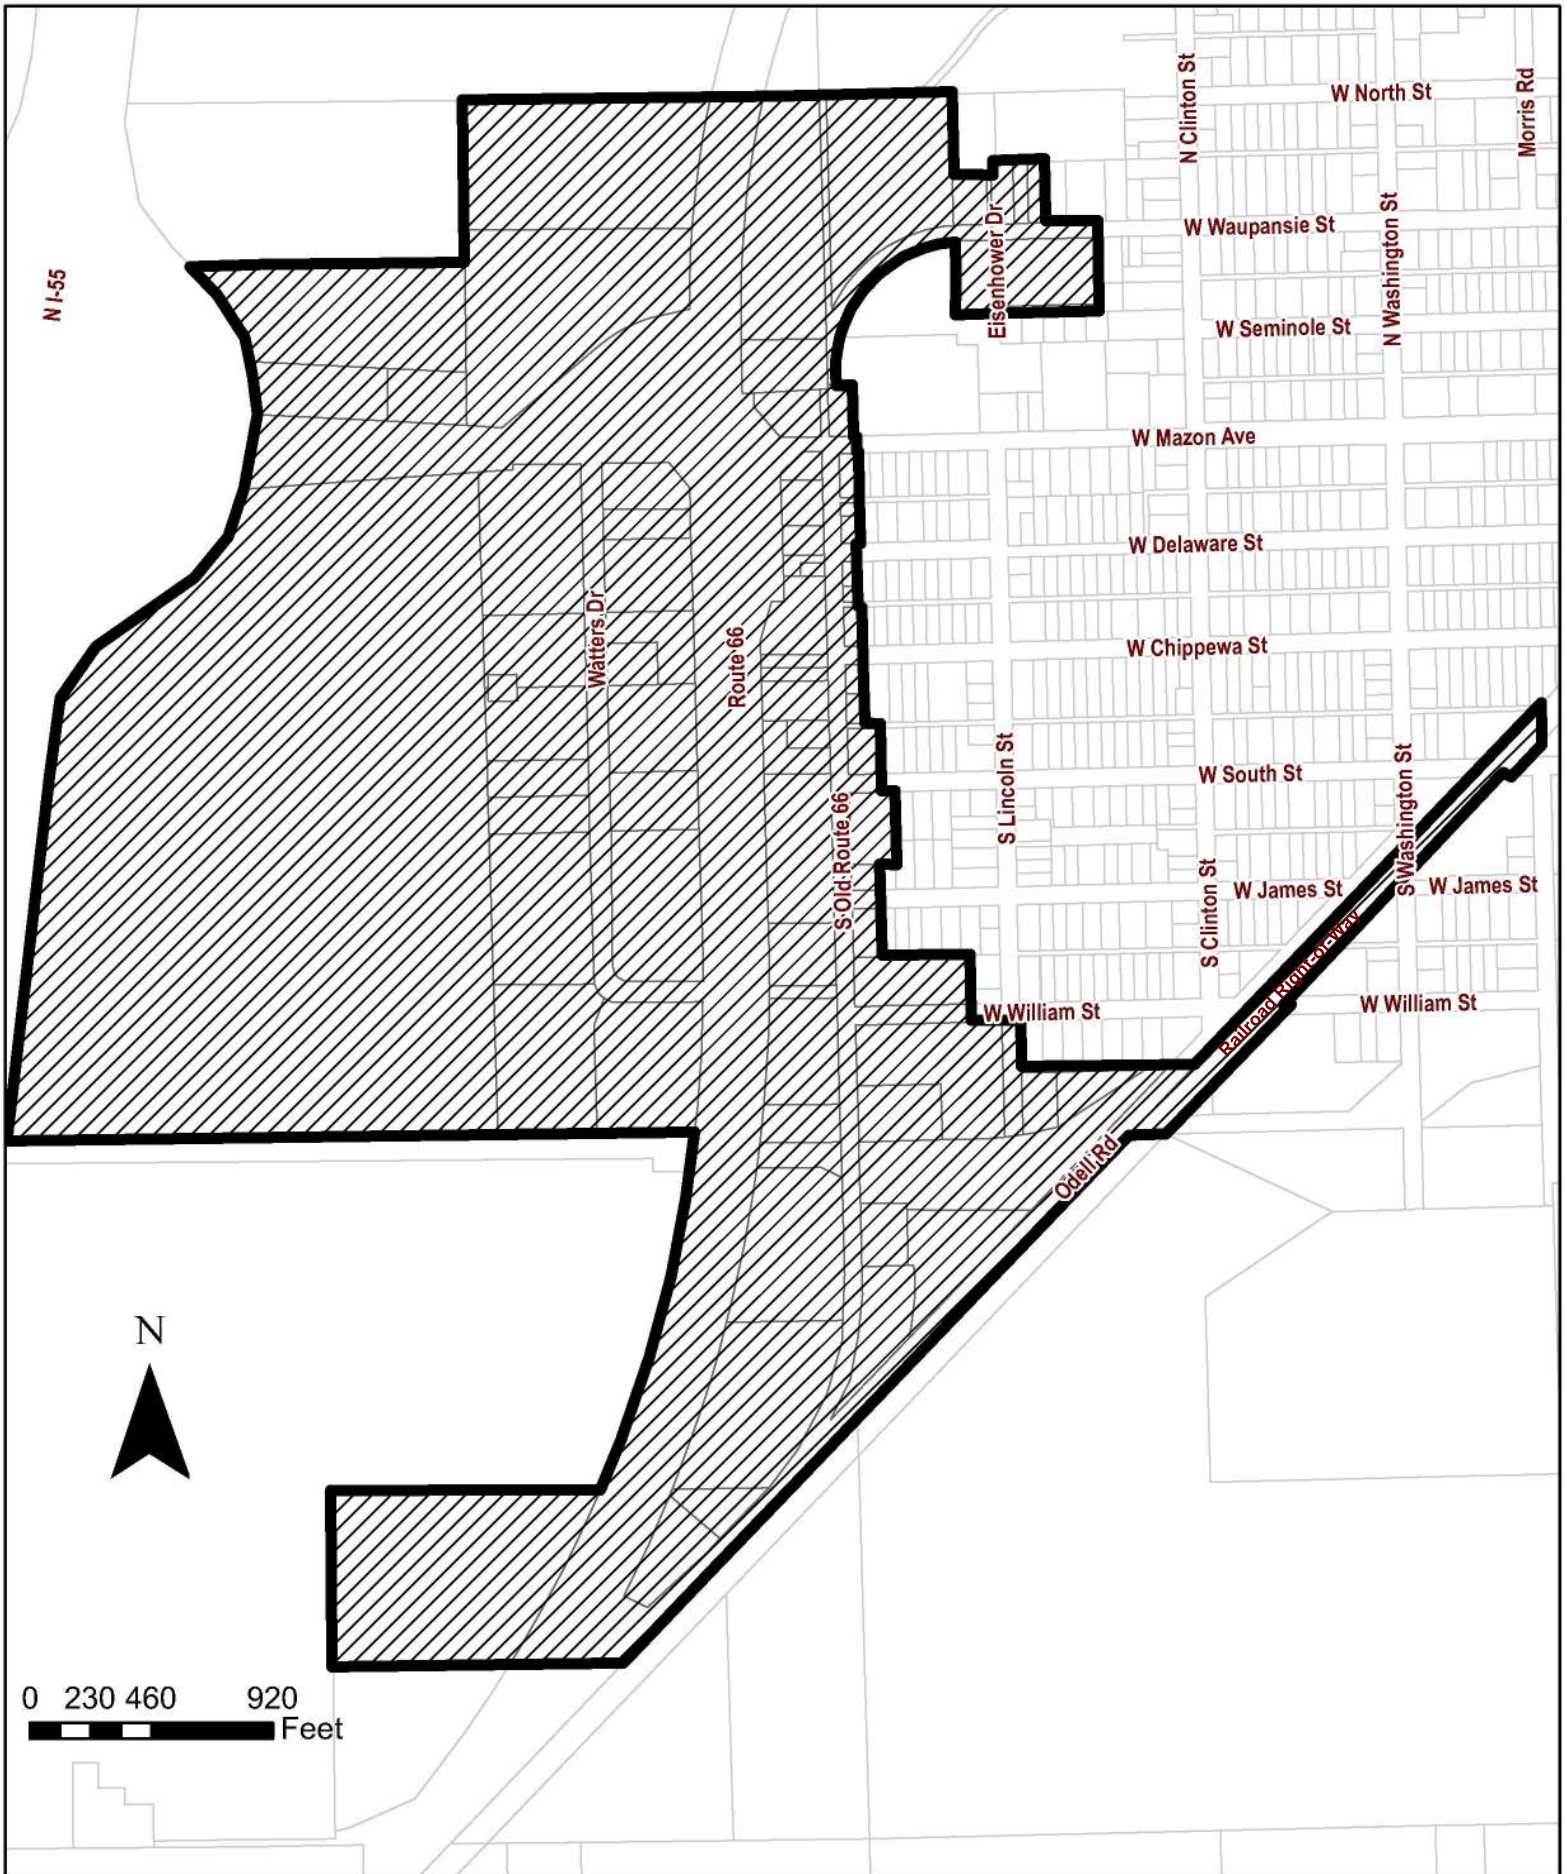 W North St
N Clinton St
Morris Rd
W Waupansie St
N Washington St
Eisenhower Dr
N I-55
W Seminole St
W Mazon Ave
W Delaware St
Watters Dr
Route 66
W Chippewa St
S Lincoln St
W South St
S Washington St
S Old Route 66
W James St
W James St
S Clinton St
Railroad Right-of-Way
W William St
W William St
Odell Rd
N
0 230 460 920
Feet